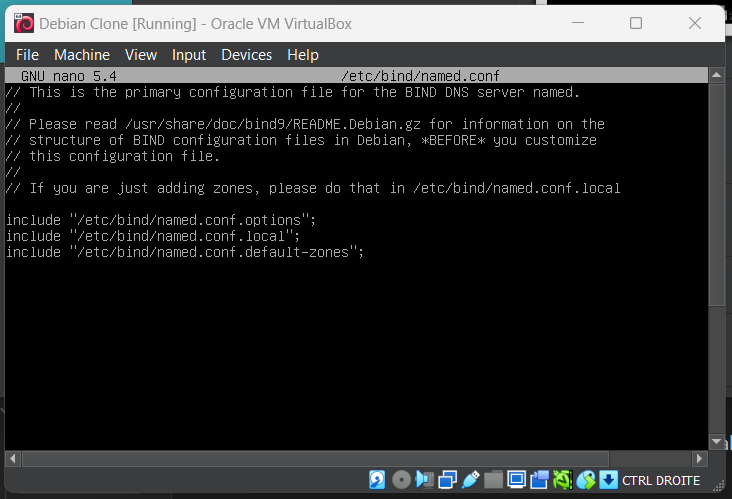 Debian Clone [Running] - Oracle VM VirtualBox
File Machine View Input Devices Help
GNU nano 5.4 /etc/bind/named.conf
// This is the primary configuration file for the BIND DNS server named.
//
// Please read /usr/share/doc/bind9/README.Debian.gz for information on the
// structure of BIND configuration files in Debian, *BEFORE* you customize
// this configuration file.
//
// If you are just adding zones, please do that in /etc/bind/named.conf.local
include "/etc/bind/named.conf.options";
include "/etc/bind/named.conf.local";
include "/etc/bind/named.conf.default-zones";
CTRL DROITE